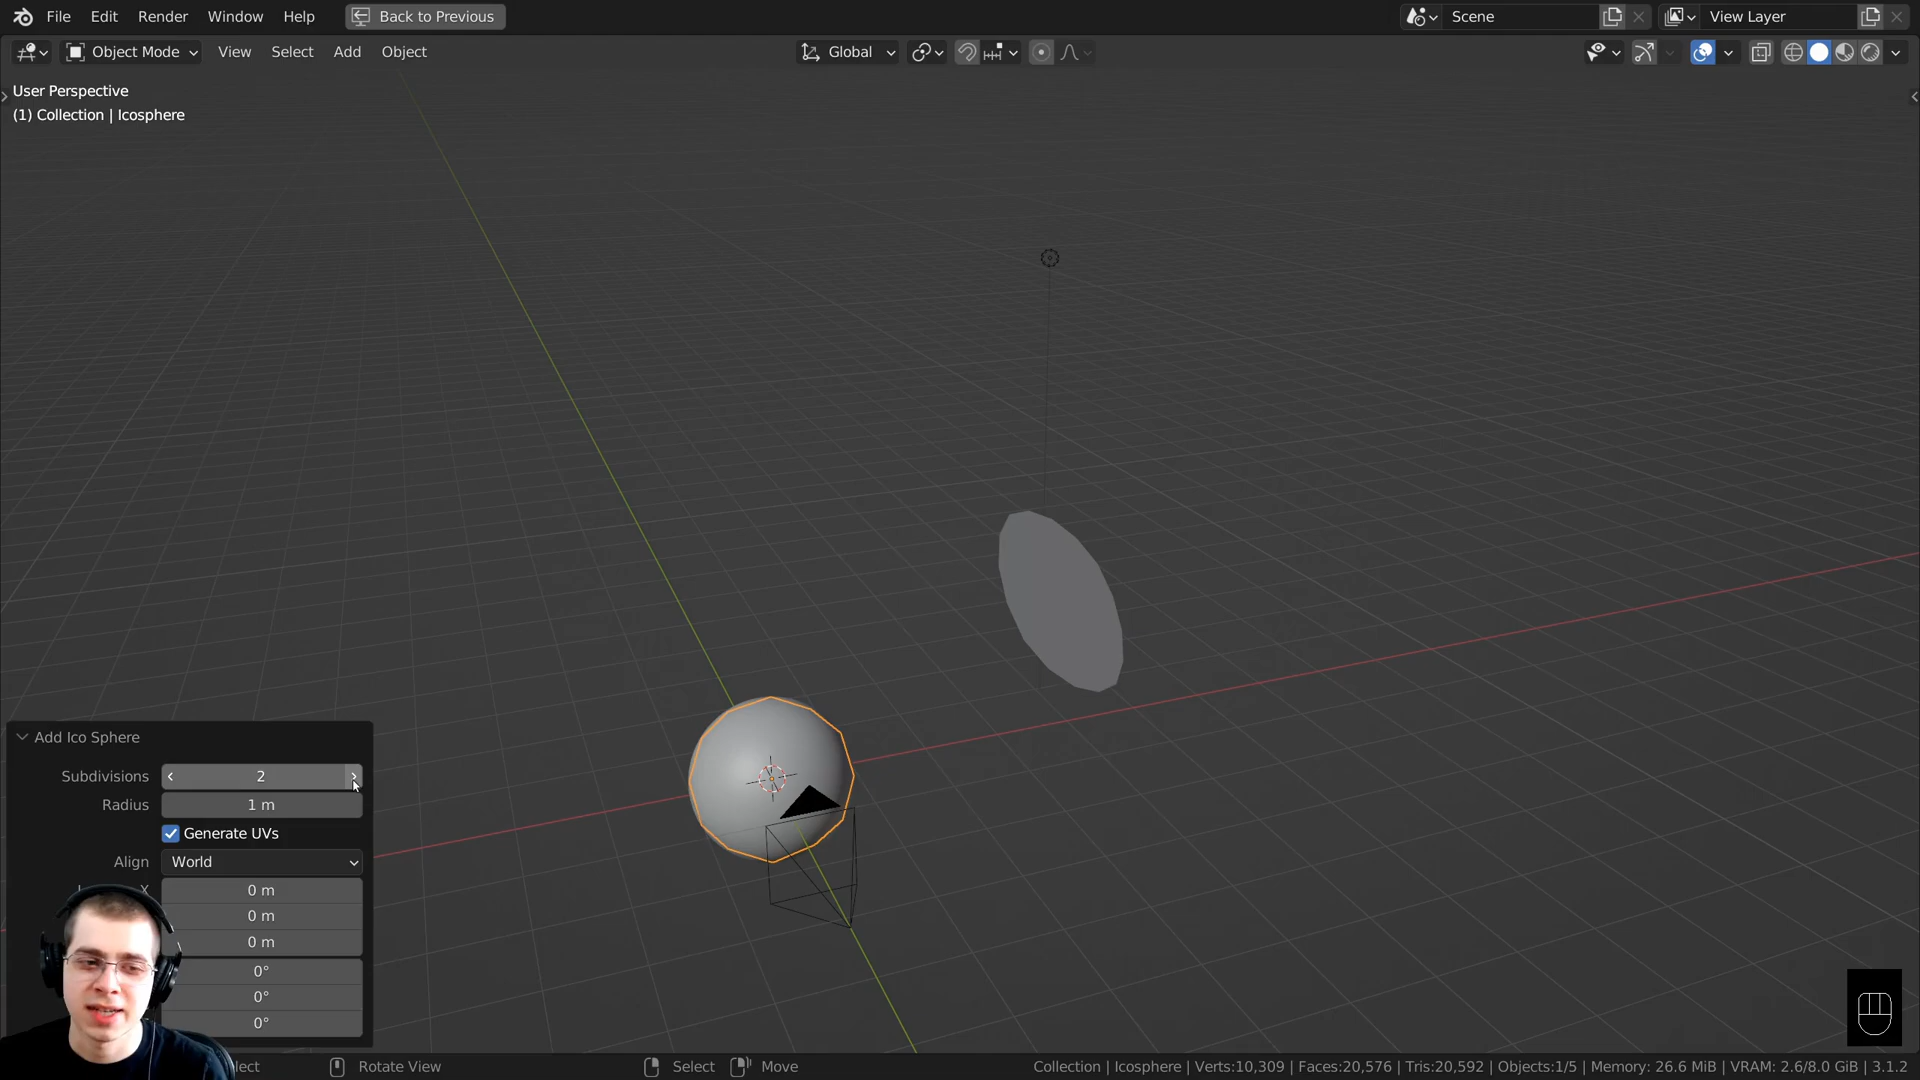 File Edit Render Window Help Back to Previous Scene View Layer
Object Mode View Select Add Object Global
User Perspective
(1) Collection | Icosphere
Add Ico Sphere
Subdivisions 2
Radius 1 m
Generate UVs
Align World
X 0 m
0 m
0 m
0°
0°
0°
Rotate View Select Move Collection | Icosphere | Verts:10,309 | Faces:20,576 | Tris:20,592 | Objects:1/5 | Memory: 26.6 MiB | VRAM: 2.6/8.0 GiB | 3.1.2